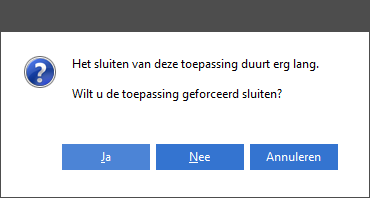 Het sluiten van deze toepassing duurt erg lang.
Wilt u de toepassing geforceerd sluiten?
Ja
Nee
Annuleren